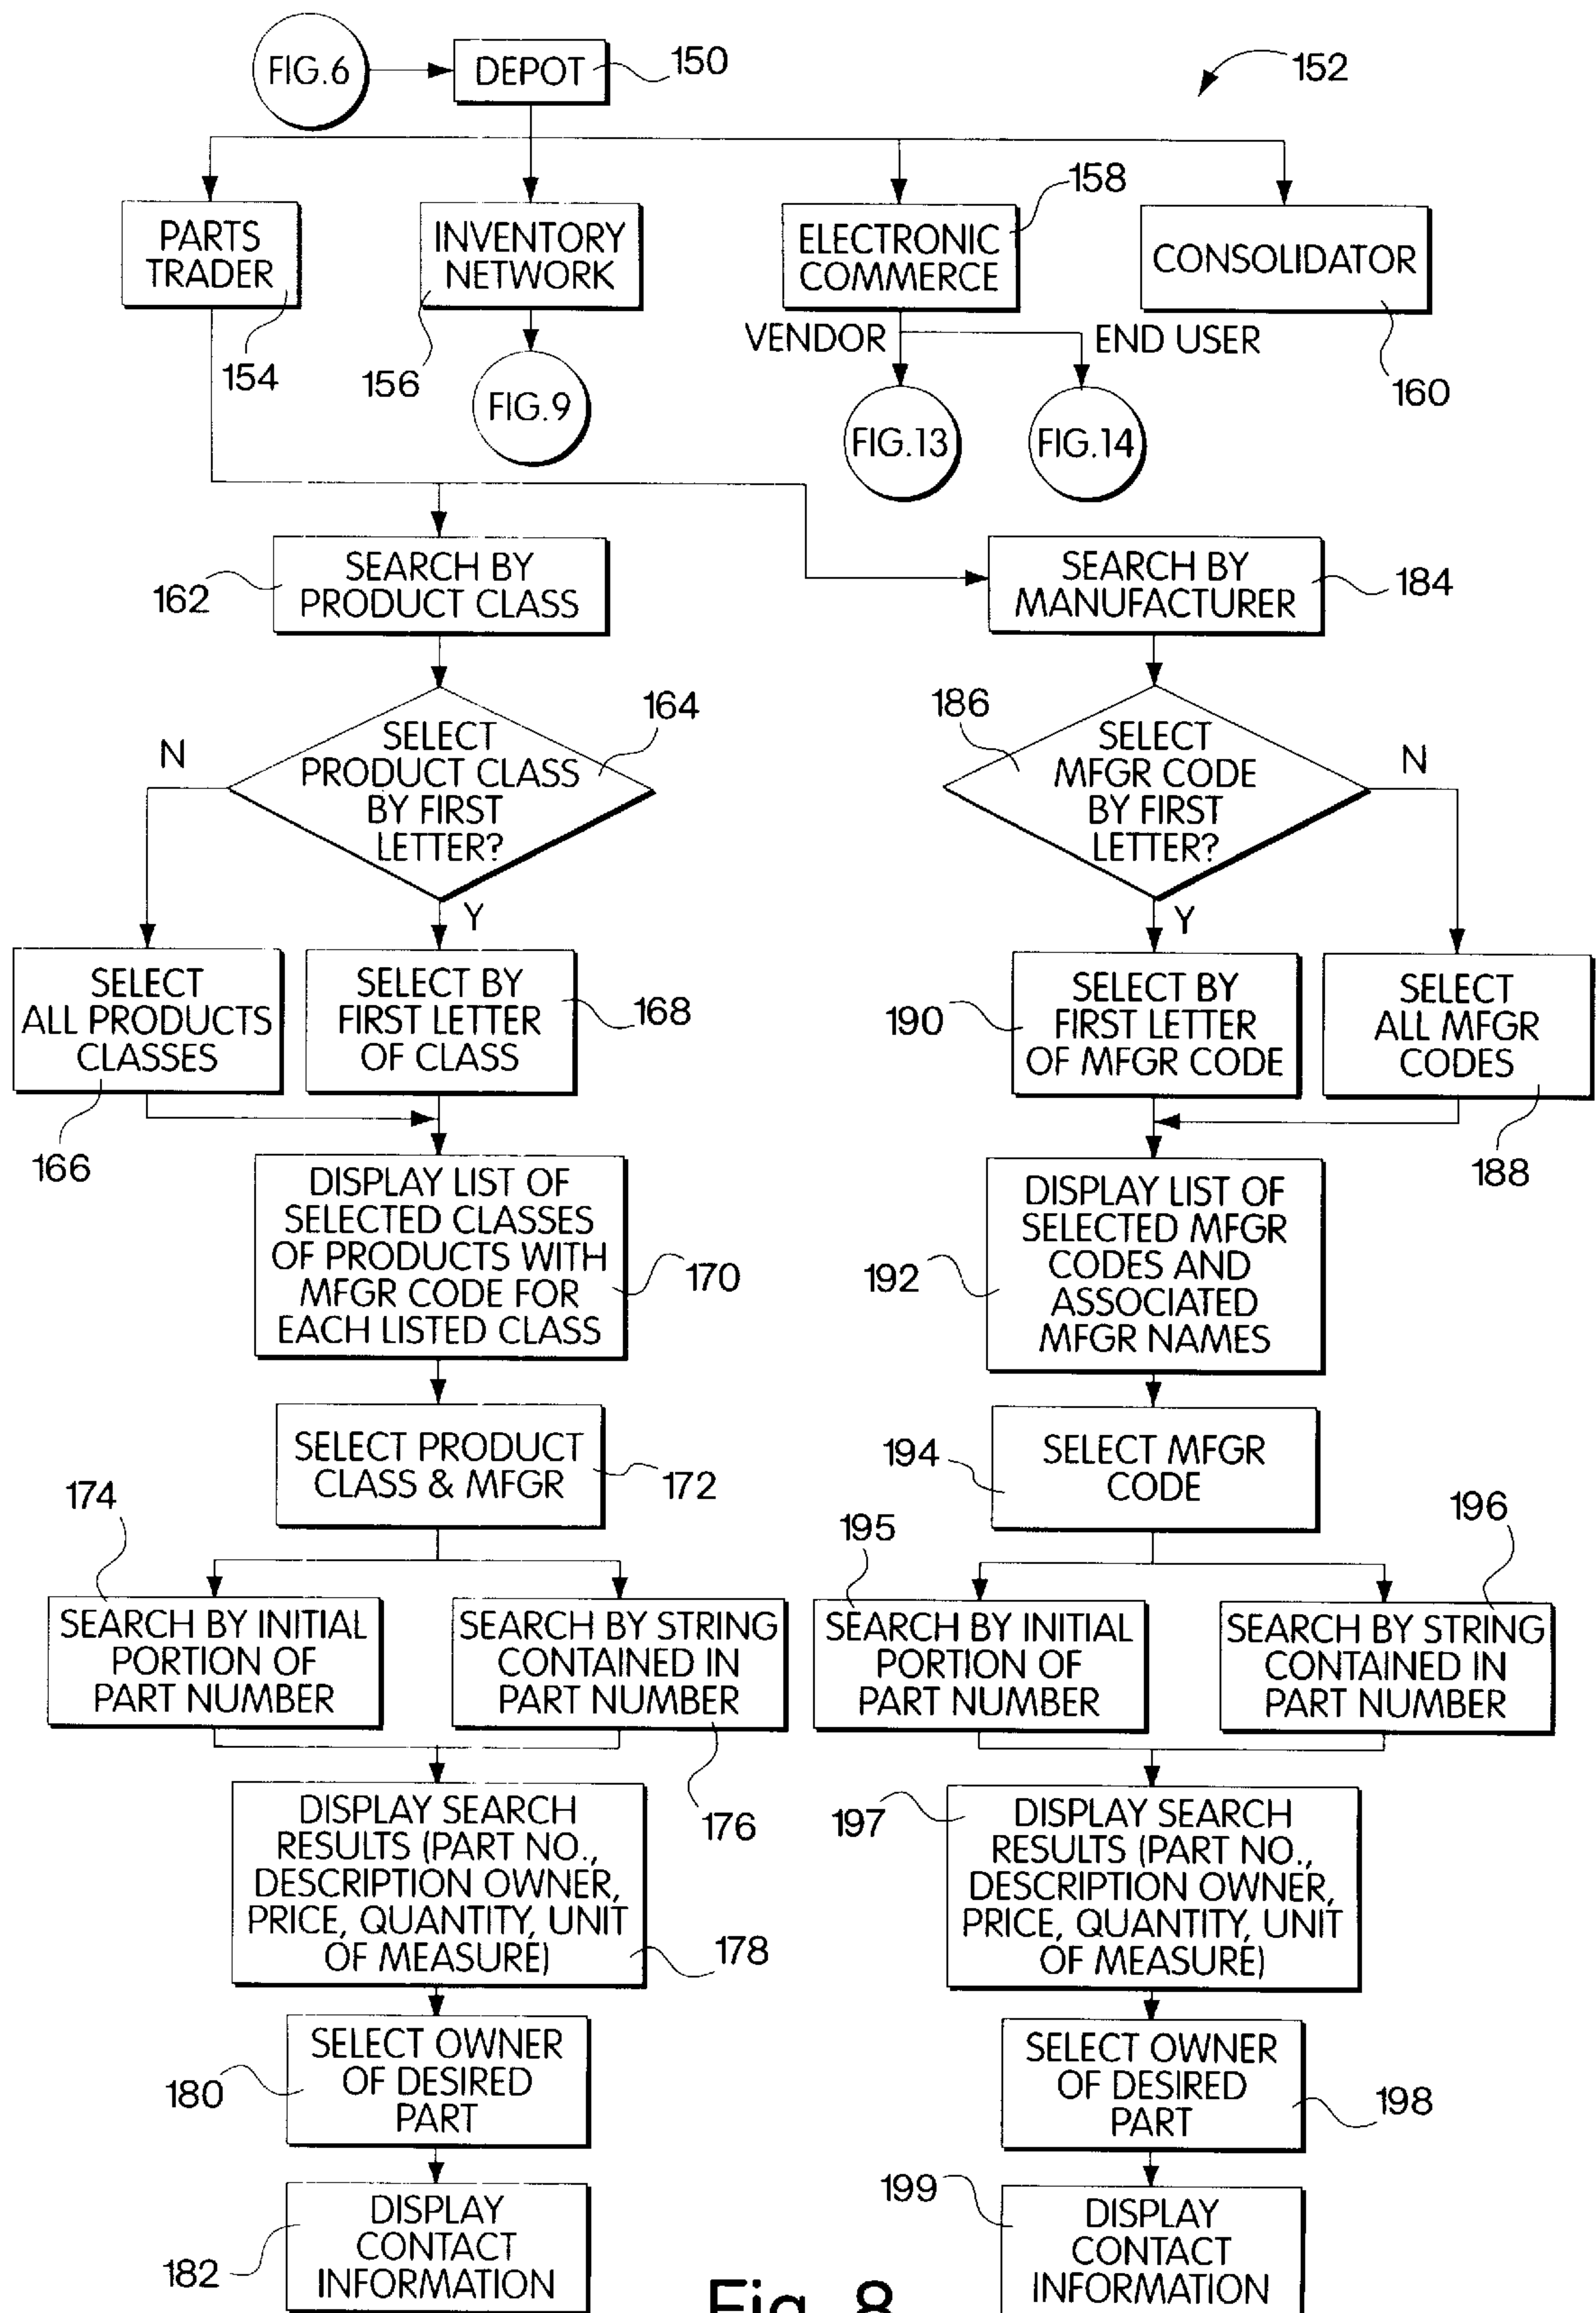 FIG.6
DEPOT
150
152
PARTS
TRADER
154
INVENTORY
NETWORK
156
ELECTRONIC
COMMERCE
158
CONSOLIDATOR
160
VENDOR
END USER
FIG.9
FIG.13
FIG.14
SEARCH BY
PRODUCT CLASS
162
SEARCH BY
MANUFACTURER
184
SELECT
PRODUCT CLASS
BY FIRST
LETTER?
164
N
Y
SELECT
MFGR CODE
BY FIRST
LETTER?
186
N
Y
SELECT
ALL PRODUCTS
CLASSES
166
SELECT BY
FIRST LETTER
OF CLASS
168
SELECT BY
FIRST LETTER
OF MFGR CODE
190
SELECT
ALL MFGR
CODES
188
DISPLAY LIST OF
SELECTED CLASSES
OF PRODUCTS WITH
MFGR CODE FOR
EACH LISTED CLASS
170
DISPLAY LIST OF
SELECTED MFGR
CODES AND
ASSOCIATED
MFGR NAMES
192
SELECT PRODUCT
CLASS & MFGR
172
SELECT MFGR
CODE
194
174
SEARCH BY INITIAL
PORTION OF
PART NUMBER
SEARCH BY STRING
CONTAINED IN
PART NUMBER
176
195
SEARCH BY INITIAL
PORTION OF
PART NUMBER
196
SEARCH BY STRING
CONTAINED IN
PART NUMBER
DISPLAY SEARCH
RESULTS (PART NO.,
DESCRIPTION OWNER,
PRICE, QUANTITY, UNIT
OF MEASURE)
178
197
DISPLAY SEARCH
RESULTS (PART NO.,
DESCRIPTION OWNER,
PRICE, QUANTITY, UNIT
OF MEASURE)
SELECT OWNER
OF DESIRED
PART
180
SELECT OWNER
OF DESIRED
PART
198
DISPLAY
CONTACT
INFORMATION
182
199
DISPLAY
CONTACT
INFORMATION
Fig. 8